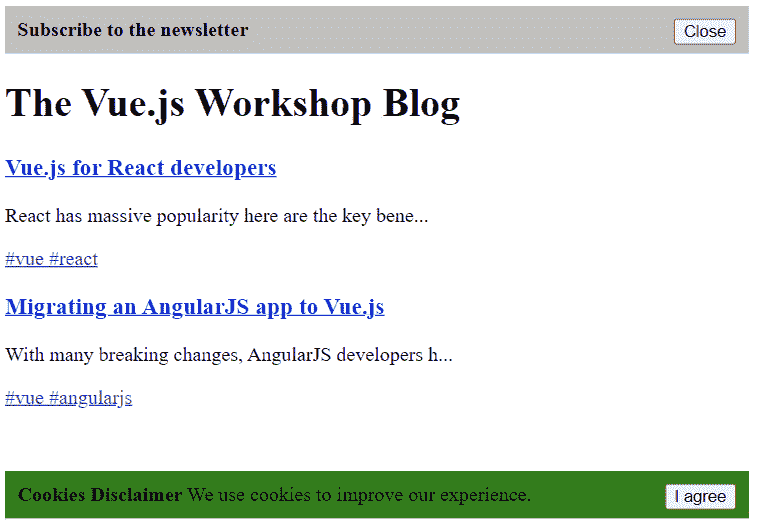 Subscribe to the newsletter Close
The Vue.js Workshop Blog
Vue.js for React developers
React has massive popularity here are the key bene...
#vue #react
Migrating an AngularJS app to Vue.js
With many breaking changes, AngularJS developers h...
#vue #angularjs
Cookies Disclaimer We use cookies to improve our experience. I agree